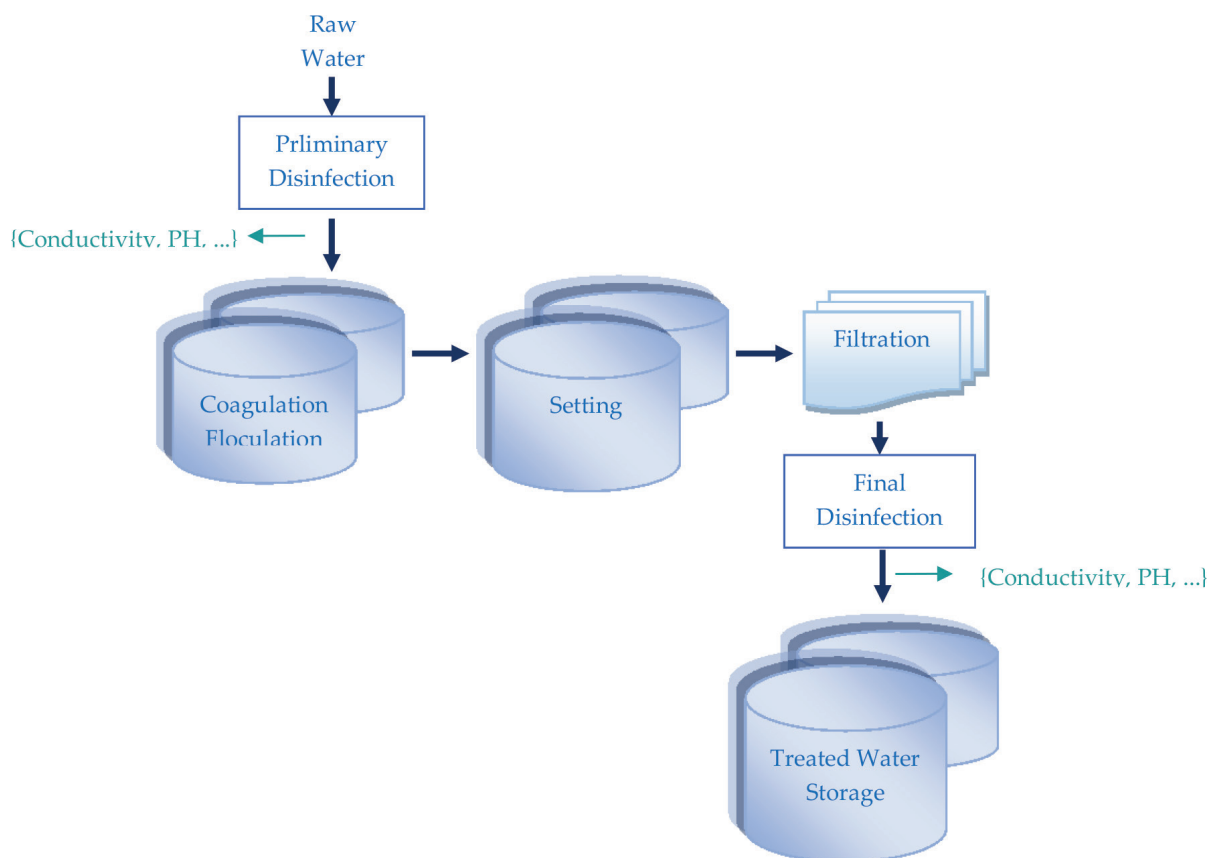 Raw
Water
Prliminary
Disinfection
{Conductivity, PH, ...}
Coagulation
Floculation
Setting
Filtration
Final
Disinfection
{Conductivity, PH, ...}
Treated Water
Storage